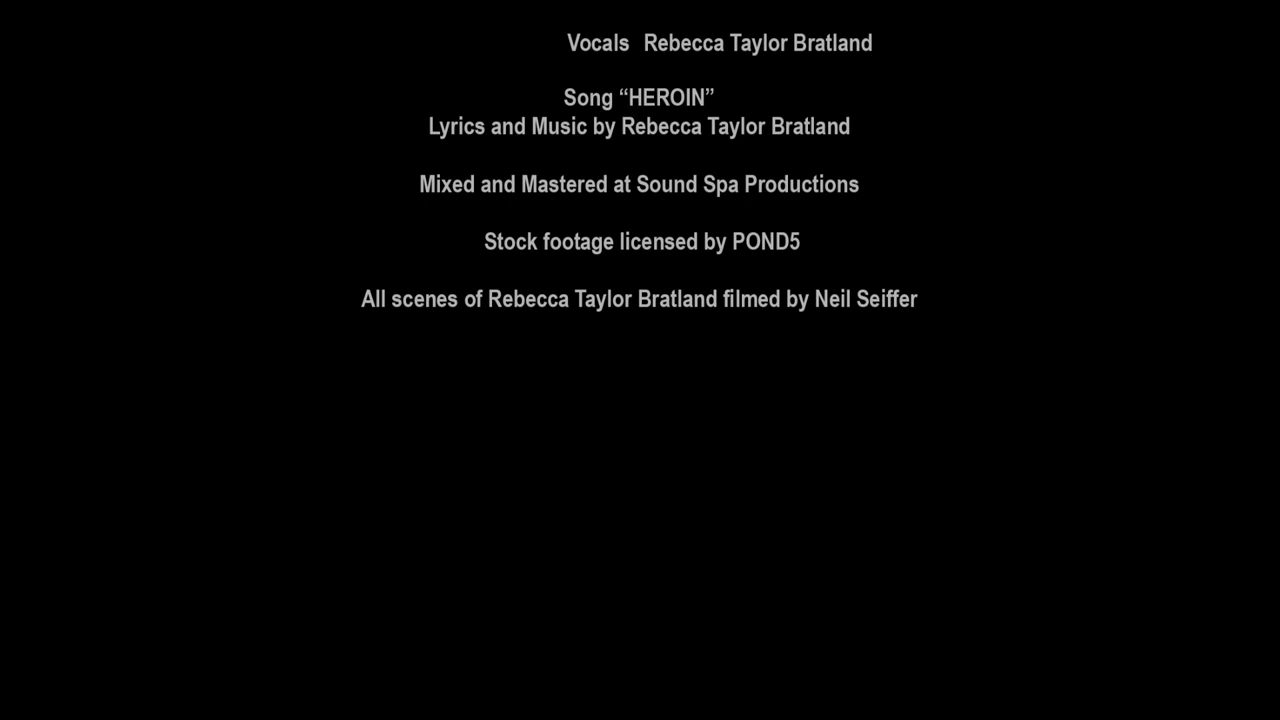 Vocals Rebecca Taylor Bratland
Song “HEROIN”
Lyrics and Music by Rebecca Taylor Bratland
Mixed and Mastered at Sound Spa Productions
Stock footage licensed by POND5
All scenes of Rebecca Taylor Bratland filmed by Neil Seiffer